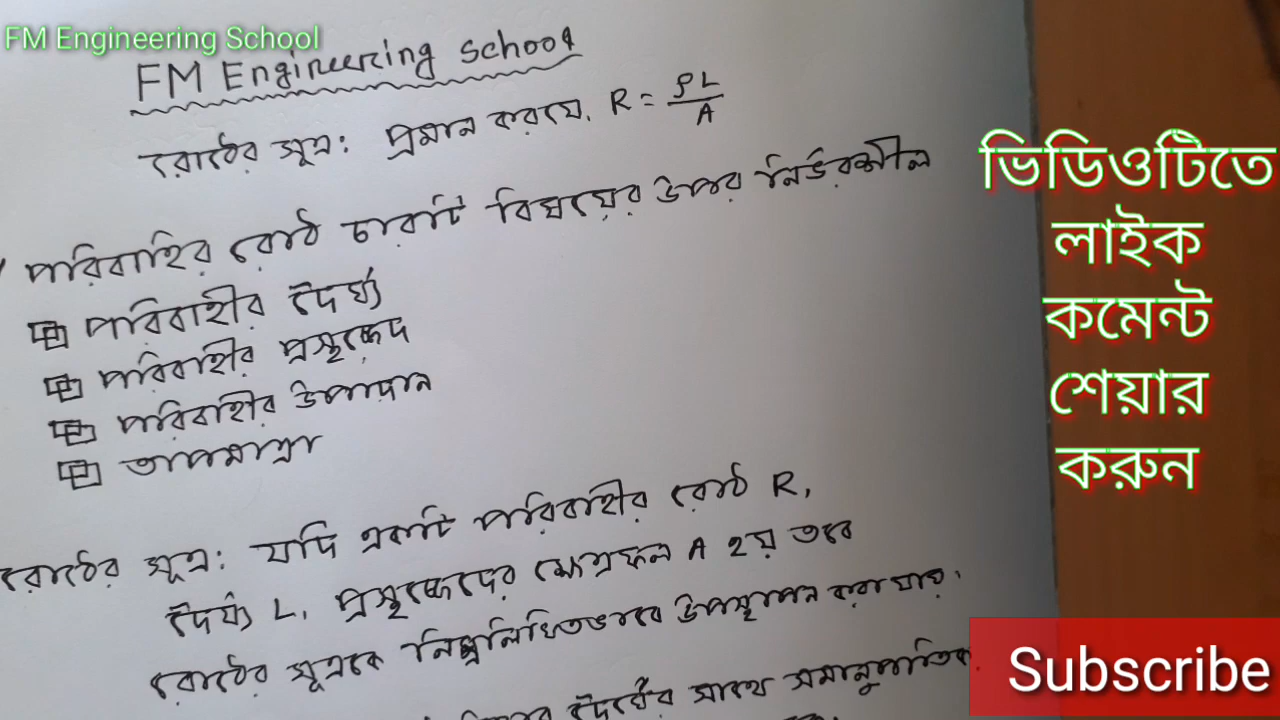 FM Engineering School
FM Engineering School
রোধের সূত্র: প্রমান করযে, R = ρL/A
পরিবাহির রোধ চারটি বিষয়ের উপর নির্ভরশীল
পরিবাহীর দৈর্ঘ্য
পরিবাহীর প্রস্থচ্ছেদ
পরিবাহীর উপাদান
তাপমাত্রা
রোধের সূত্র: যদি একটি পরিবাহীর রোধ R,
দৈর্ঘ্য L, প্রস্থচ্ছেদের ক্ষেত্রফল A হয় তবে
রোধের সূত্রকে নিম্নলিখিতভাবে উপস্থাপন করা যায়,
দৈর্ঘ্যের সাথে সমানুপাতিক
ভিডিওটিতে
লাইক
কমেন্ট
শেয়ার
করুন
Subscribe